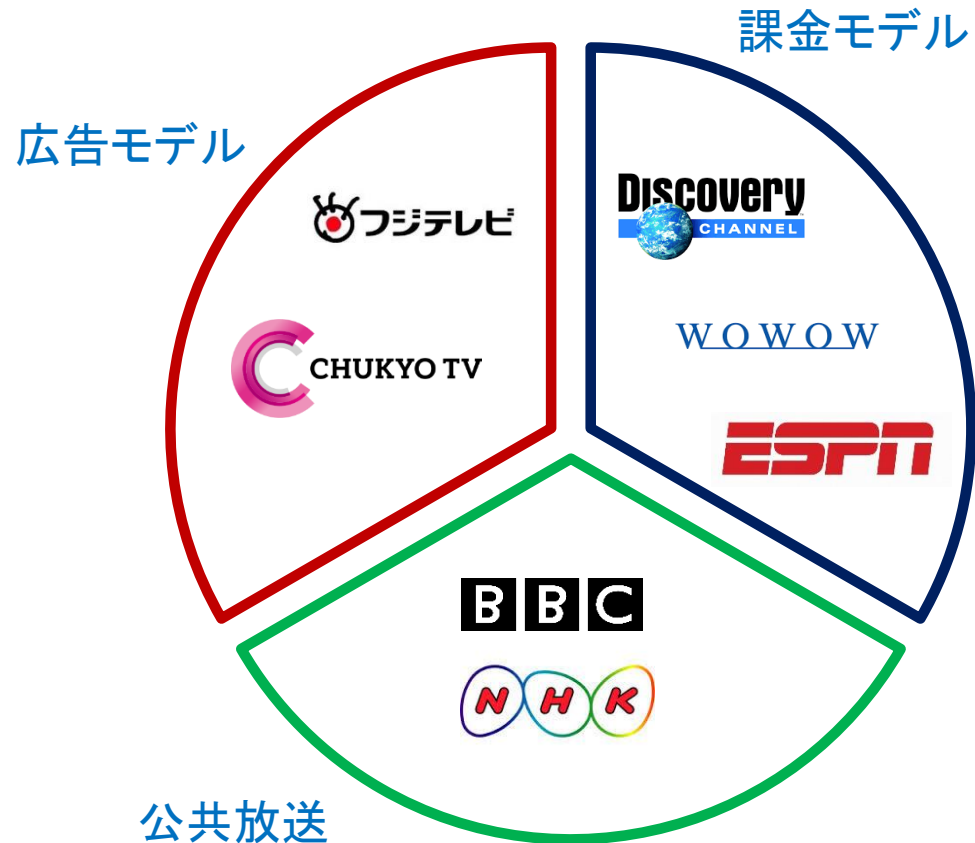 課金モデル
広告モデル
フジテレビ
DISCOVERY
CHANNEL
WOWOW
CHUKYO TV
ESPN
BBC
NHK
公共放送